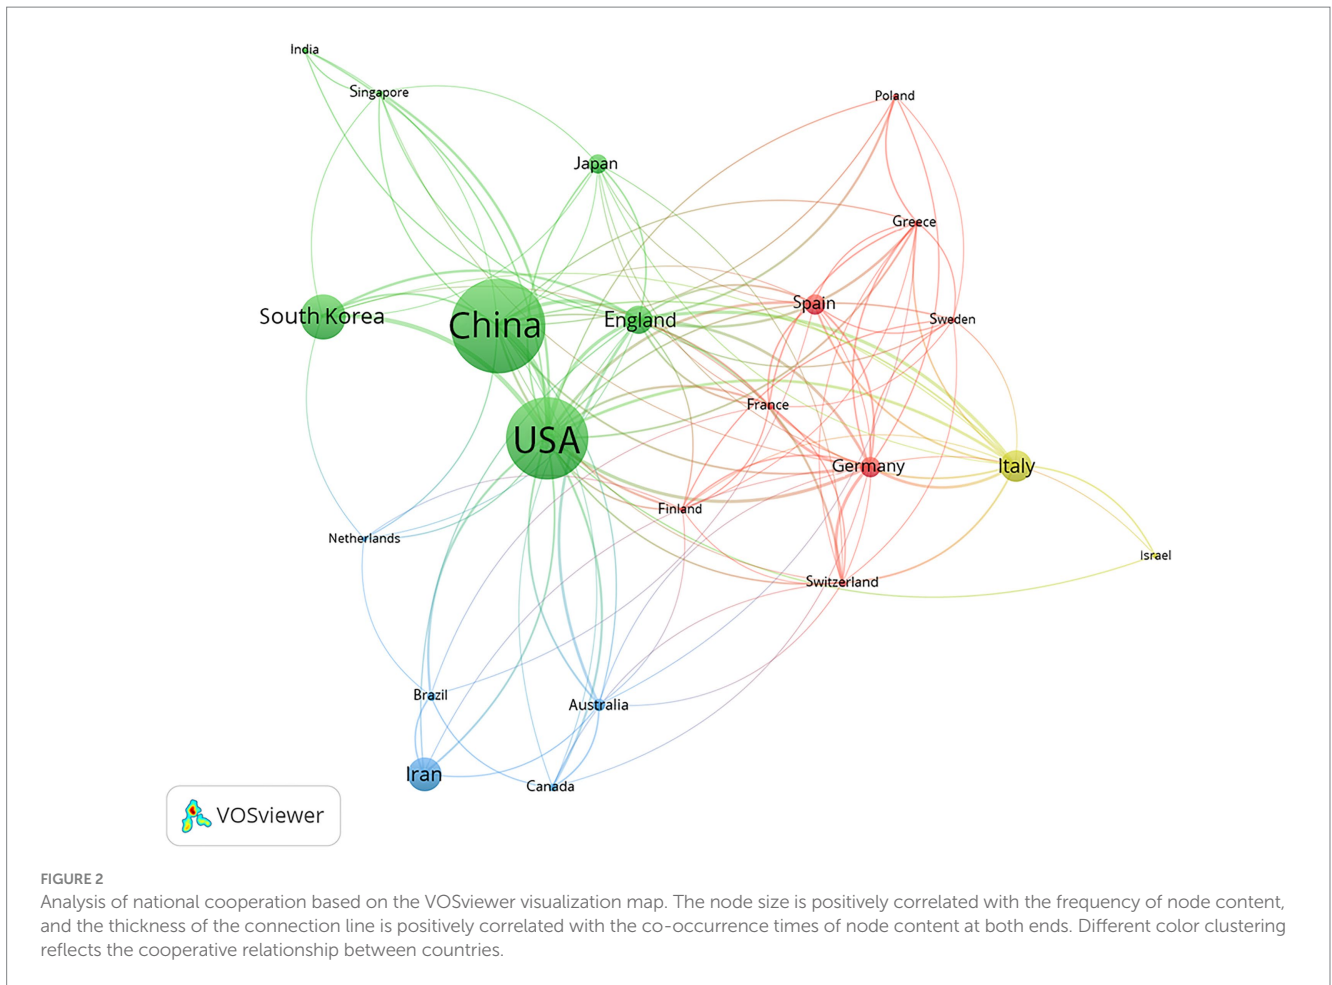 India
Singapore
Poland
Japan
Greece
Spain
South Korea
China
England
Sweden
France
USA
Germany
Italy
Finland
Netherlands
Israel
Switzerland
Brazil
Australia
Iran
Canada
VOSviewer
FIGURE 2
Analysis of national cooperation based on the VOSviewer visualization map. The node size is positively correlated with the frequency of node content,
and the thickness of the connection line is positively correlated with the co-occurrence times of node content at both ends. Different color clustering
reflects the cooperative relationship between countries.